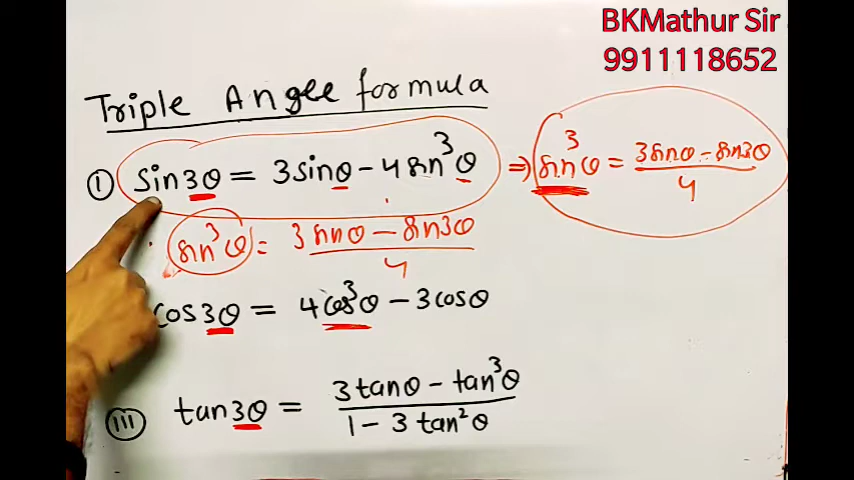 BKMathur Sir
9911118652
Triple Angle formula
① sin3θ = 3sinθ - 4sin³θ ⇒ sin³θ = (3sinθ - sin3θ)/4
sin³θ = (3sinθ - sin3θ)/4
cos3θ = 4cos³θ - 3cosθ
(III) tan3θ = (3tanθ - tan³θ)/(1 - 3tan²θ)